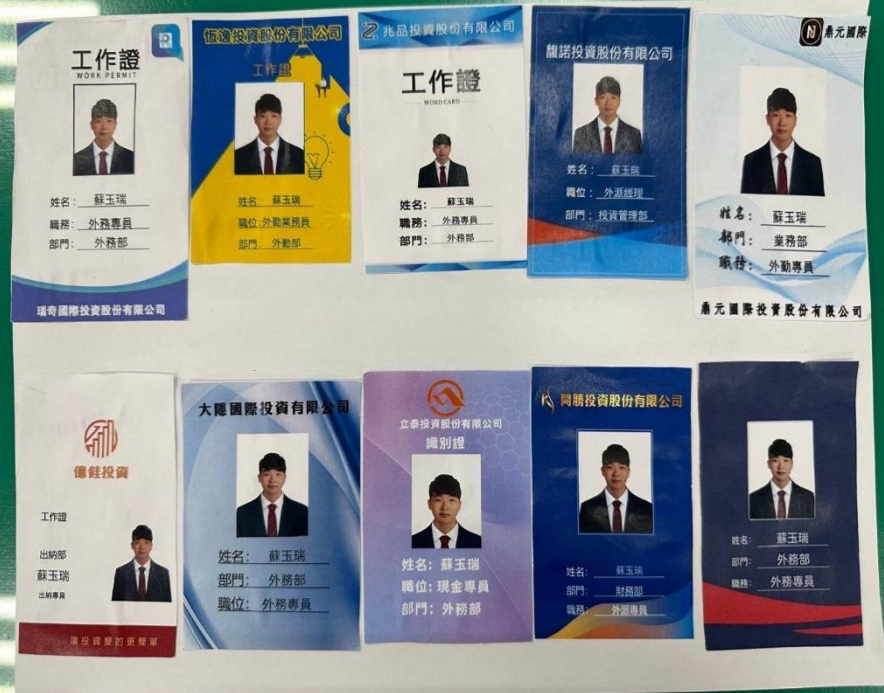 工作證
WORK PERMIT
姓名: 蘇玉瑞
職務: 外務專員
部門: 外務部
瑞奇國際投資股份有限公司
恆逸投資股份有限公司
工作證
姓名: 蘇玉瑞
職位: 外勤業務員
部門: 外勤部
兆品投資股份有限公司
工作證
WORD CARD
姓名: 蘇玉瑞
職務: 外務專員
部門: 外務部
馥諾投資股份有限公司
姓名: 蘇玉瑞
職位: 外派經理
部門: 投資管理部
鼎元國際
姓名: 蘇玉瑞
部門: 業務部
職務: 外勤專員
鼎元國際投資股份有限公司
億銈投資
工作證
出納部
蘇玉瑞
出納專員
讓投資變的更簡單
大隱國際投資有限公司
姓名: 蘇玉瑞
部門: 外務部
職位: 外務專員
立泰投資股份有限公司
識別證
姓名: 蘇玉瑞
職位: 現金專員
部門: 外務部
開勝投資股份有限公司
姓名: 蘇玉瑞
部門: 財務部
職務: 外派專員
姓名: 蘇玉瑞
部門: 外務部
職務: 外務專員